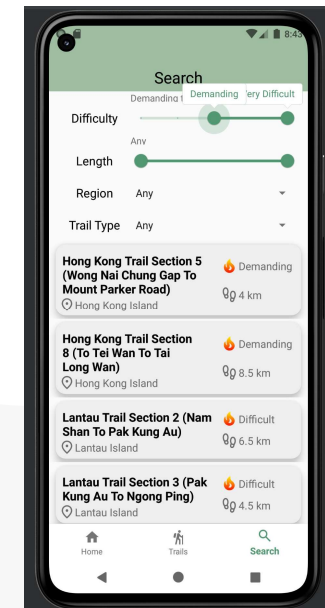 8:43
Search
Demanding
Demanding
ery Difficult
Difficulty
Any
Length
Region Any
Trail Type Any
Hong Kong Trail Section 5
(Wong Nai Chung Gap To
Mount Parker Road)
Demanding
4 km
Hong Kong Island
Hong Kong Trail Section
8 (To Tei Wan To Tai
Long Wan)
Demanding
8.5 km
Hong Kong Island
Lantau Trail Section 2 (Nam
Shan To Pak Kung Au)
Difficult
6.5 km
Lantau Island
Lantau Trail Section 3 (Pak
Kung Au To Ngong Ping)
Difficult
4.5 km
Lantau Island
Home Trails Search